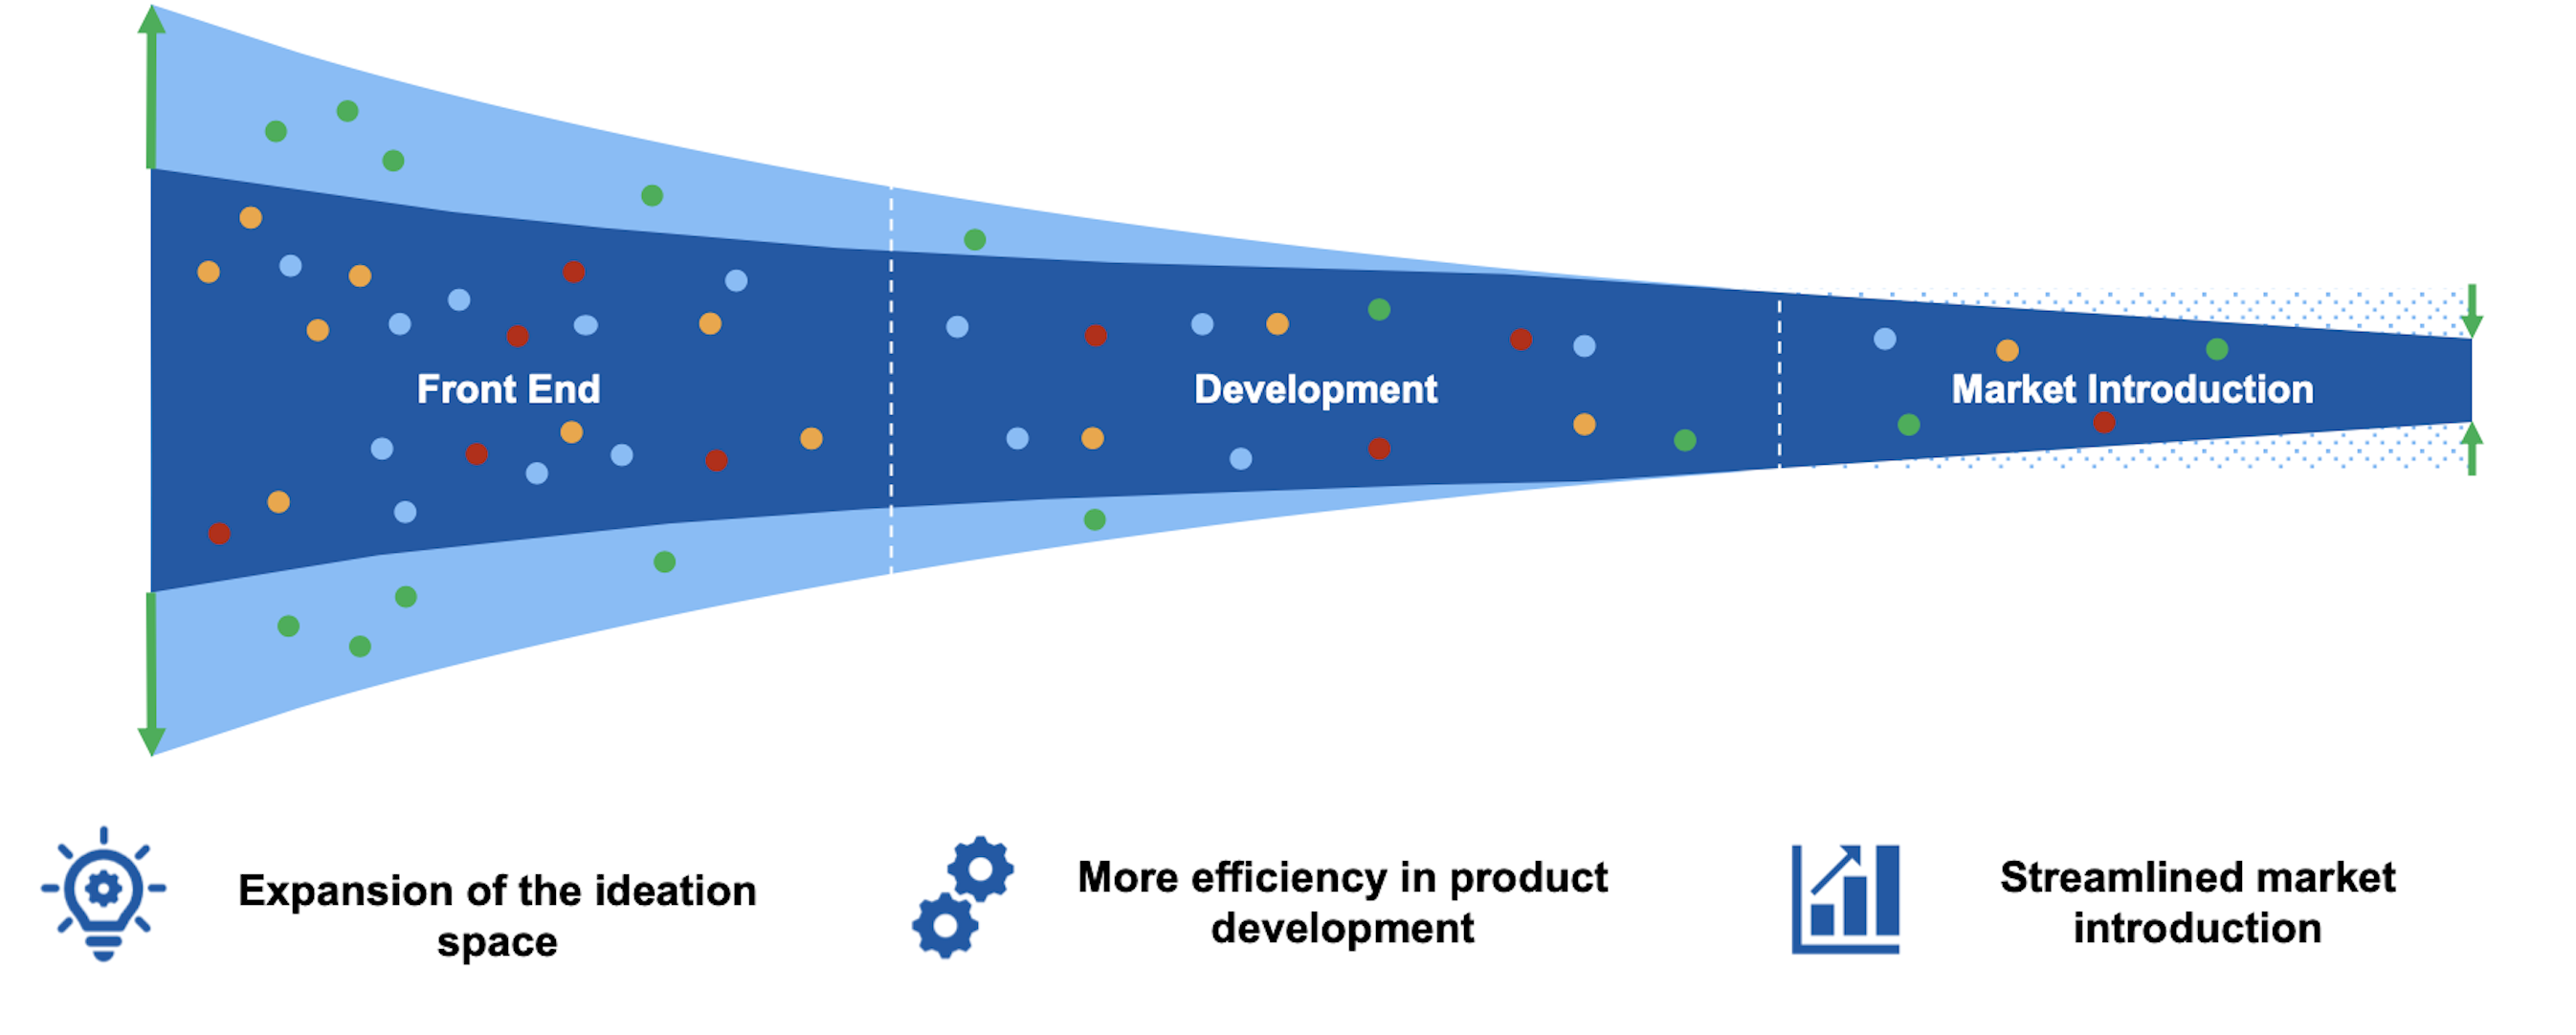 Front End
Development
Market Introduction
Expansion of the ideation
space
More efficiency in product
development
Streamlined market
introduction